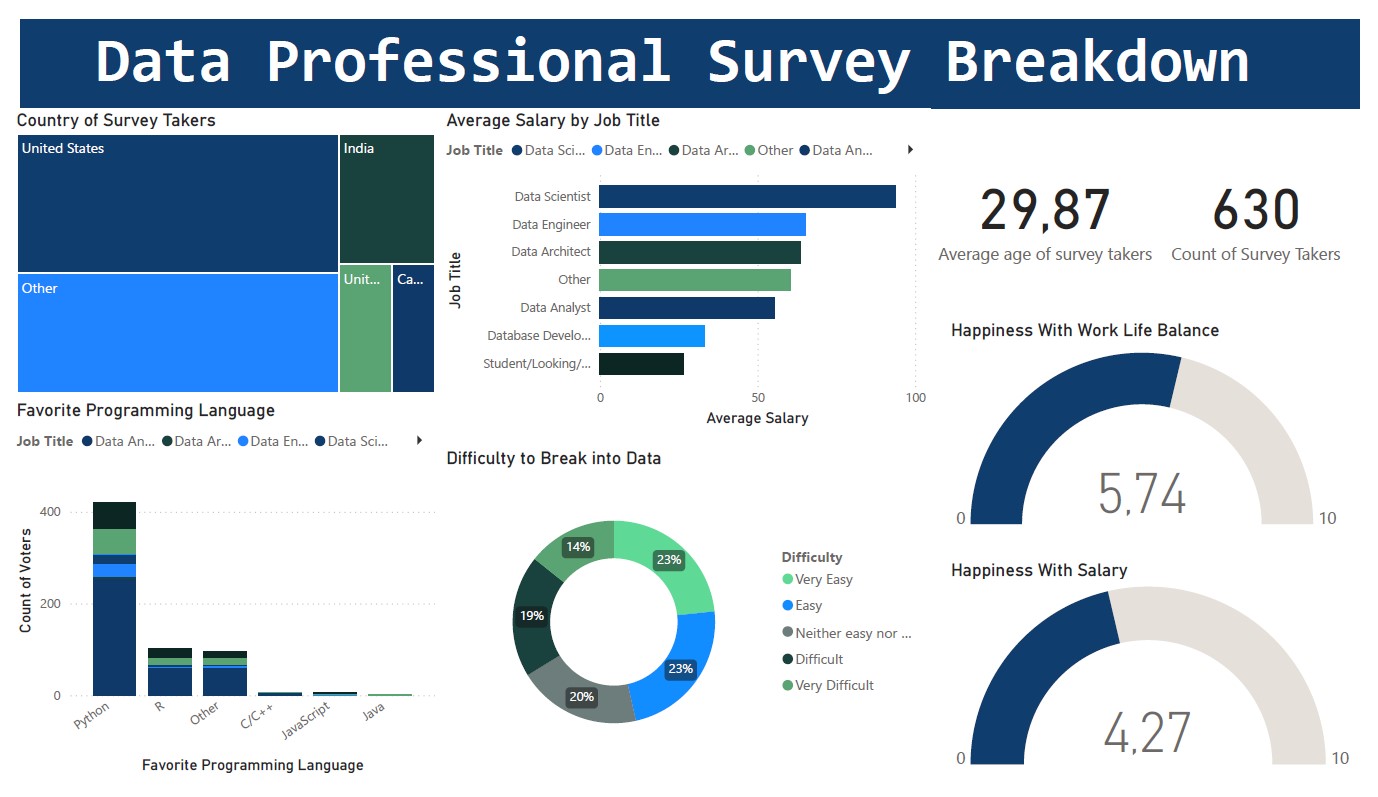 Data Professional Survey Breakdown
Country of Survey Takers
United States
India
Other
Unit...
Ca...
Average Salary by Job Title
Job Title Data Sci... Data En... Data Ar... Other Data An...
Job Title
Data Scientist
Data Engineer
Data Architect
Other
Data Analyst
Database Develo...
Student/Looking/...
0 50 100
Average Salary
29,87
Average age of survey takers
630
Count of Survey Takers
Favorite Programming Language
Job Title Data An... Data Ar... Data En... Data Sci...
Count of Voters
400
200
0
Python
R
Other
C/C++
JavaScript
Java
Favorite Programming Language
Difficulty to Break into Data
23%
23%
20%
19%
14%
Difficulty
Very Easy
Easy
Neither easy nor ...
Difficult
Very Difficult
Happiness With Work Life Balance
5,74
0 10
Happiness With Salary
4,27
0 10